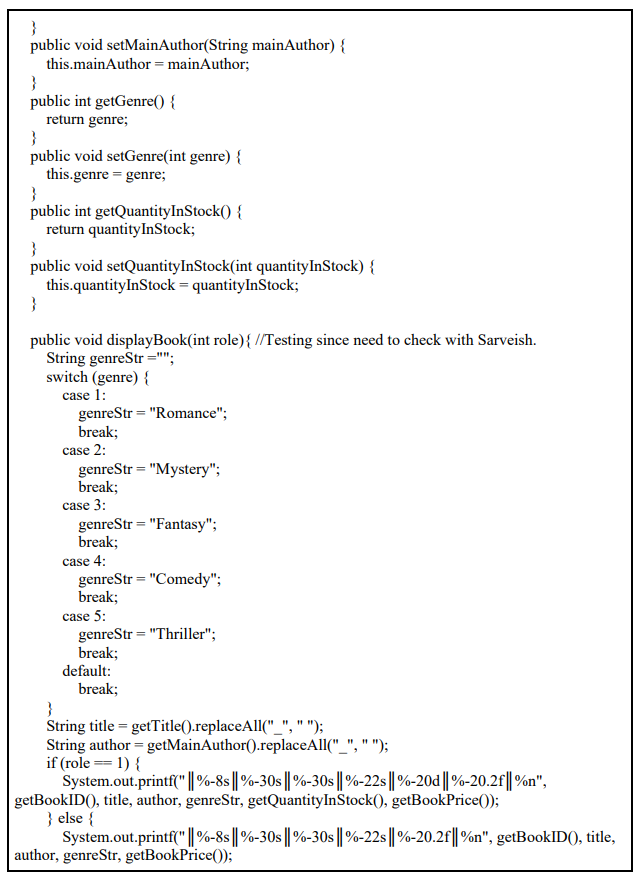 }
public void setMainAuthor(String mainAuthor) {
this.mainAuthor = mainAuthor;
}
public int getGenre() {
return genre;
}
public void setGenre(int genre) {
this.genre = genre;
}
public int getQuantityInStock() {
return quantityInStock;
}
public void setQuantityInStock(int quantityInStock) {
this.quantityInStock = quantityInStock;
}
public void displayBook(int role){ //Testing since need to check with Sarveish.
String genreStr ="";
switch (genre) {
case 1:
genreStr = "Romance";
break;
case 2:
genreStr = "Mystery";
break;
case 3:
genreStr = "Fantasy";
break;
case 4:
genreStr = "Comedy";
break;
case 5:
genreStr = "Thriller";
break;
default:
break;
}
String title = getTitle().replaceAll("_", " ");
String author = getMainAuthor().replaceAll("_", " ");
if (role == 1) {
System.out.printf("║%-8s║%-30s║%-30s║%-22s║%-20d║%-20.2f║%n",
getBookID(), title, author, genreStr, getQuantityInStock(), getBookPrice());
} else {
System.out.printf("║%-8s║%-30s║%-30s║%-22s║%-20.2f║%n", getBookID(), title,
author, genreStr, getBookPrice());